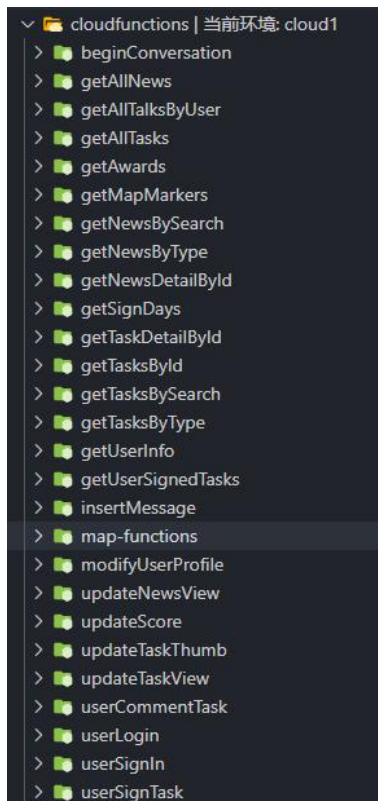 cloudfunctions | 当前环境: cloud1
beginConversation
getAllNews
getAllTalksByUser
getAllTasks
getAwards
getMapMarkers
getNewsBySearch
getNewsByType
getNewsDetailById
getSignDays
getTaskDetailById
getTasksById
getTasksBySearch
getTasksByType
getUserInfo
getUserSignedTasks
insertMessage
map-functions
modifyUserProfile
updateNewsView
updateScore
updateTaskThumb
updateTaskView
userCommentTask
userLogin
userSignIn
userSignTask